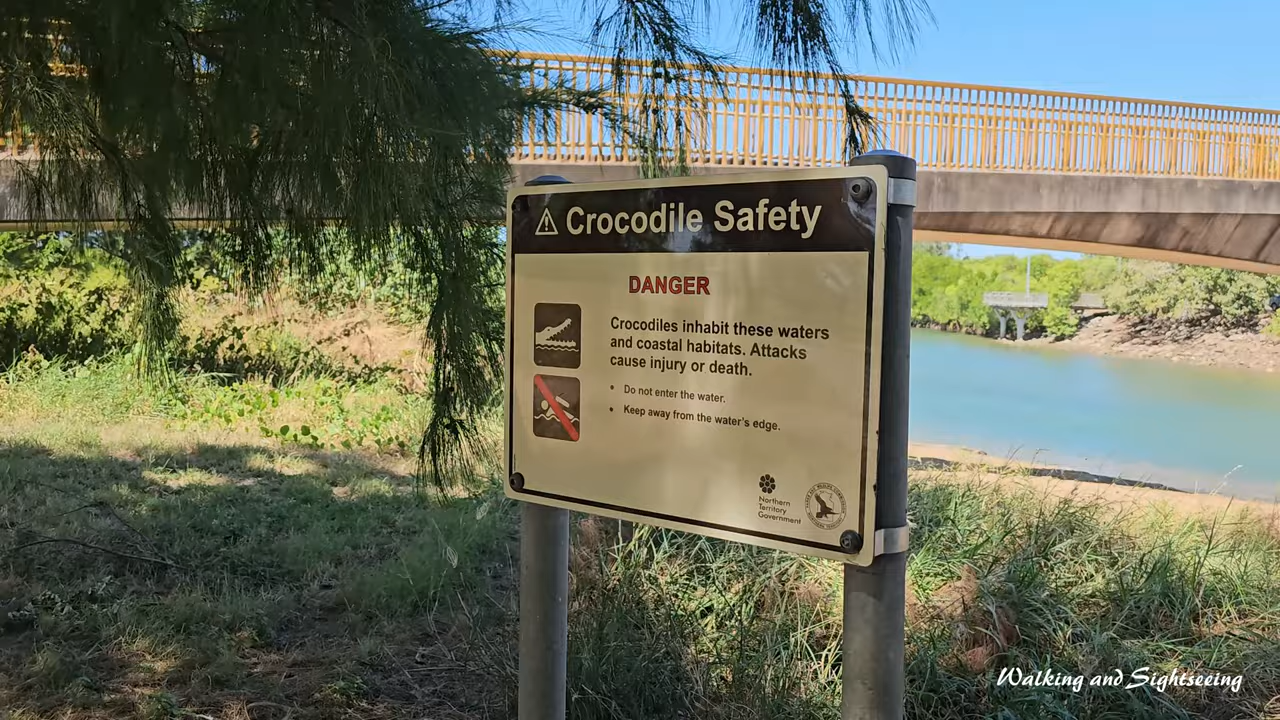 Crocodile Safety
DANGER
Crocodiles inhabit these waters
and coastal habitats. Attacks
cause injury or death.
• Do not enter the water.
• Keep away from the water's edge.
Northern
Territory
Government
Walking and Sightseeing